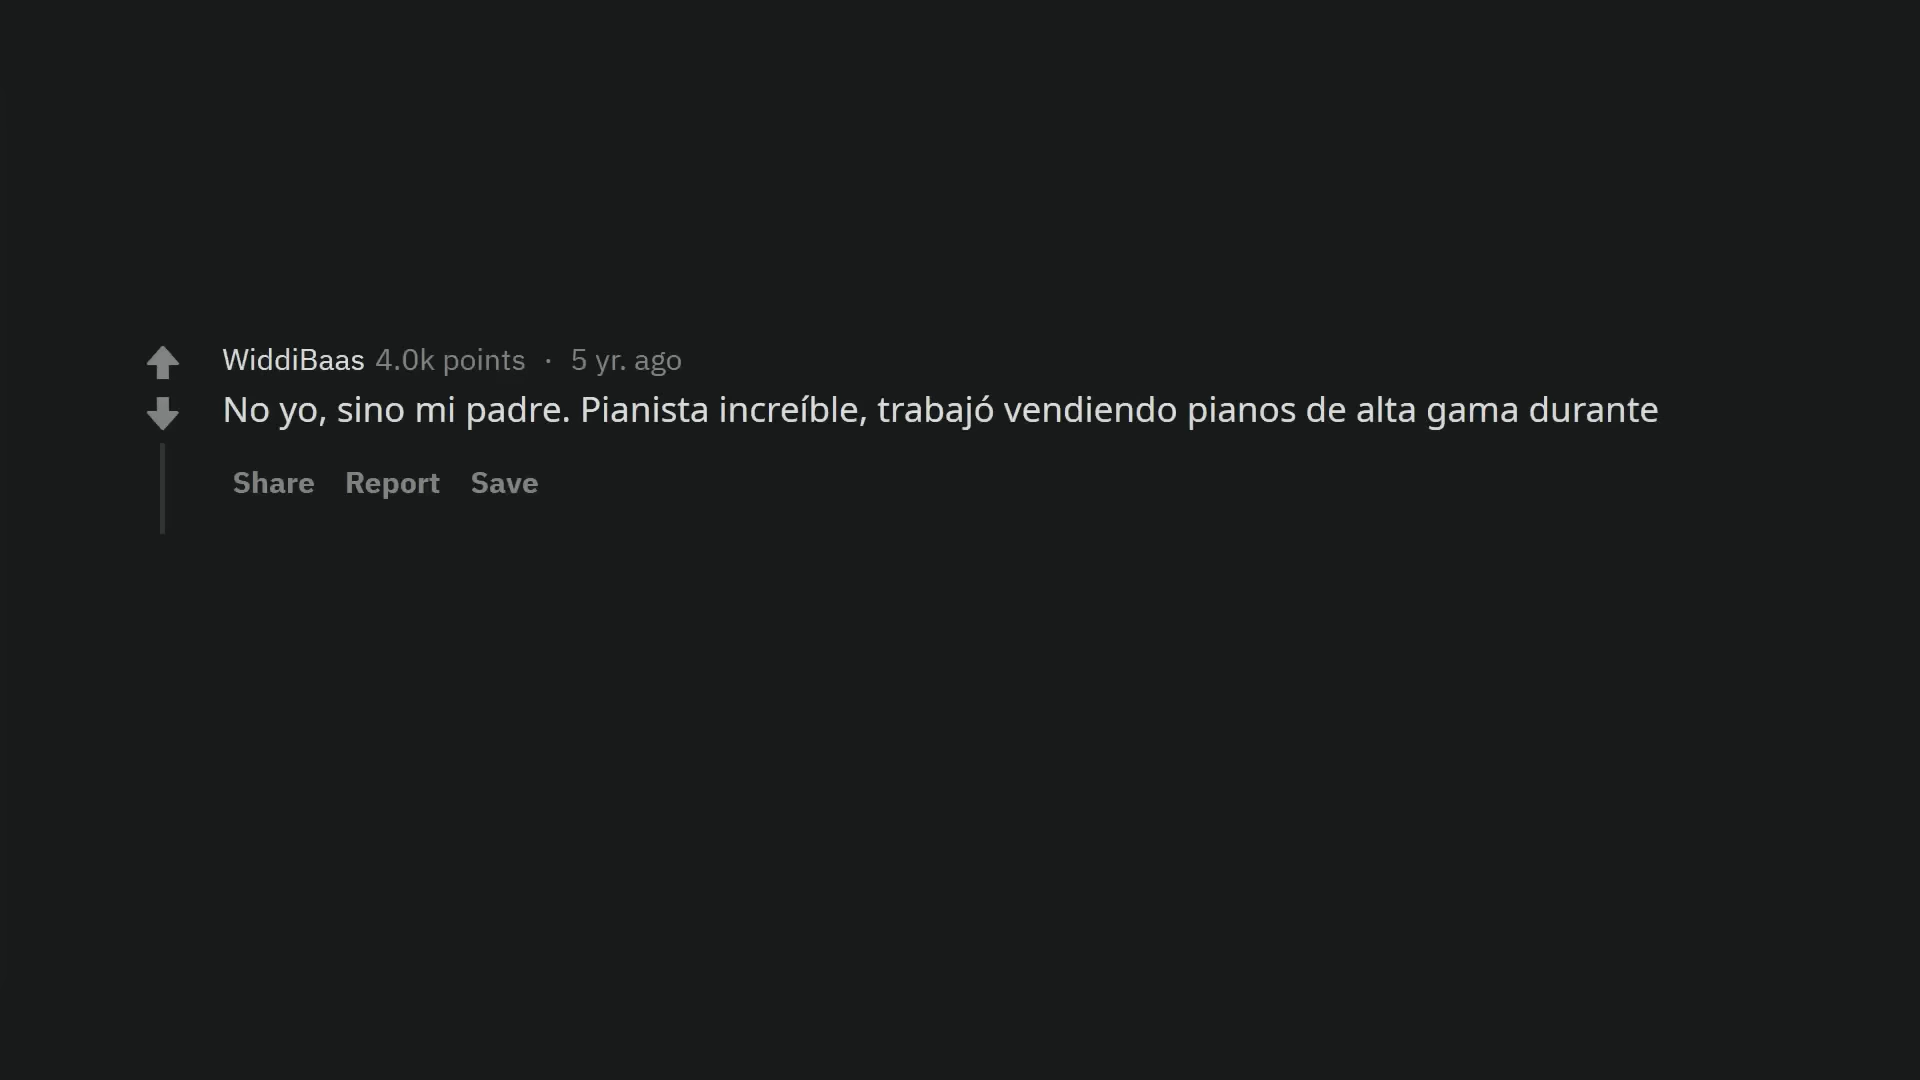 WiddiBaas 4.0k points · 5 yr. ago
No yo, sino mi padre. Pianista increíble, trabajó vendiendo pianos de alta gama durante
Share Report Save